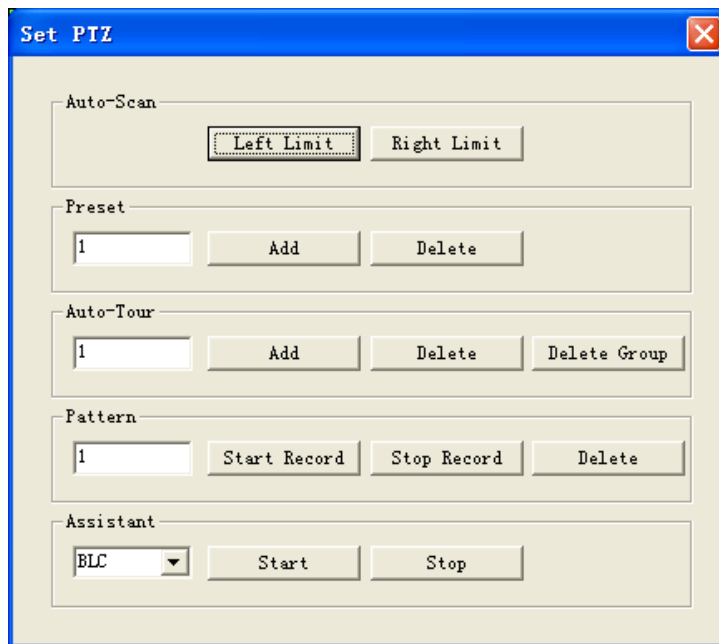 Set PTZ
Auto-Scan
Left Limit Right Limit
Preset
1 Add Delete
Auto-Tour
1 Add Delete Delete Group
Pattern
1 Start Record Stop Record Delete
Assistant
BLC Start Stop